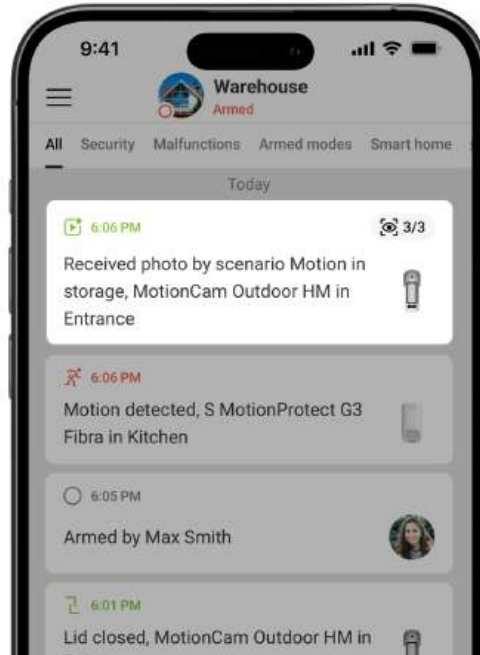 9:41
Warehouse
Armed
All Security Malfunctions Armed modes Smart home
Today
6:06 PM 3/3
Received photo by scenario Motion in
storage, MotionCam Outdoor HM in
Entrance
6:06 PM
Motion detected, S MotionProtect G3
Fibra in Kitchen
6:05 PM
Armed by Max Smith
6:01 PM
Lid closed, MotionCam Outdoor HM in